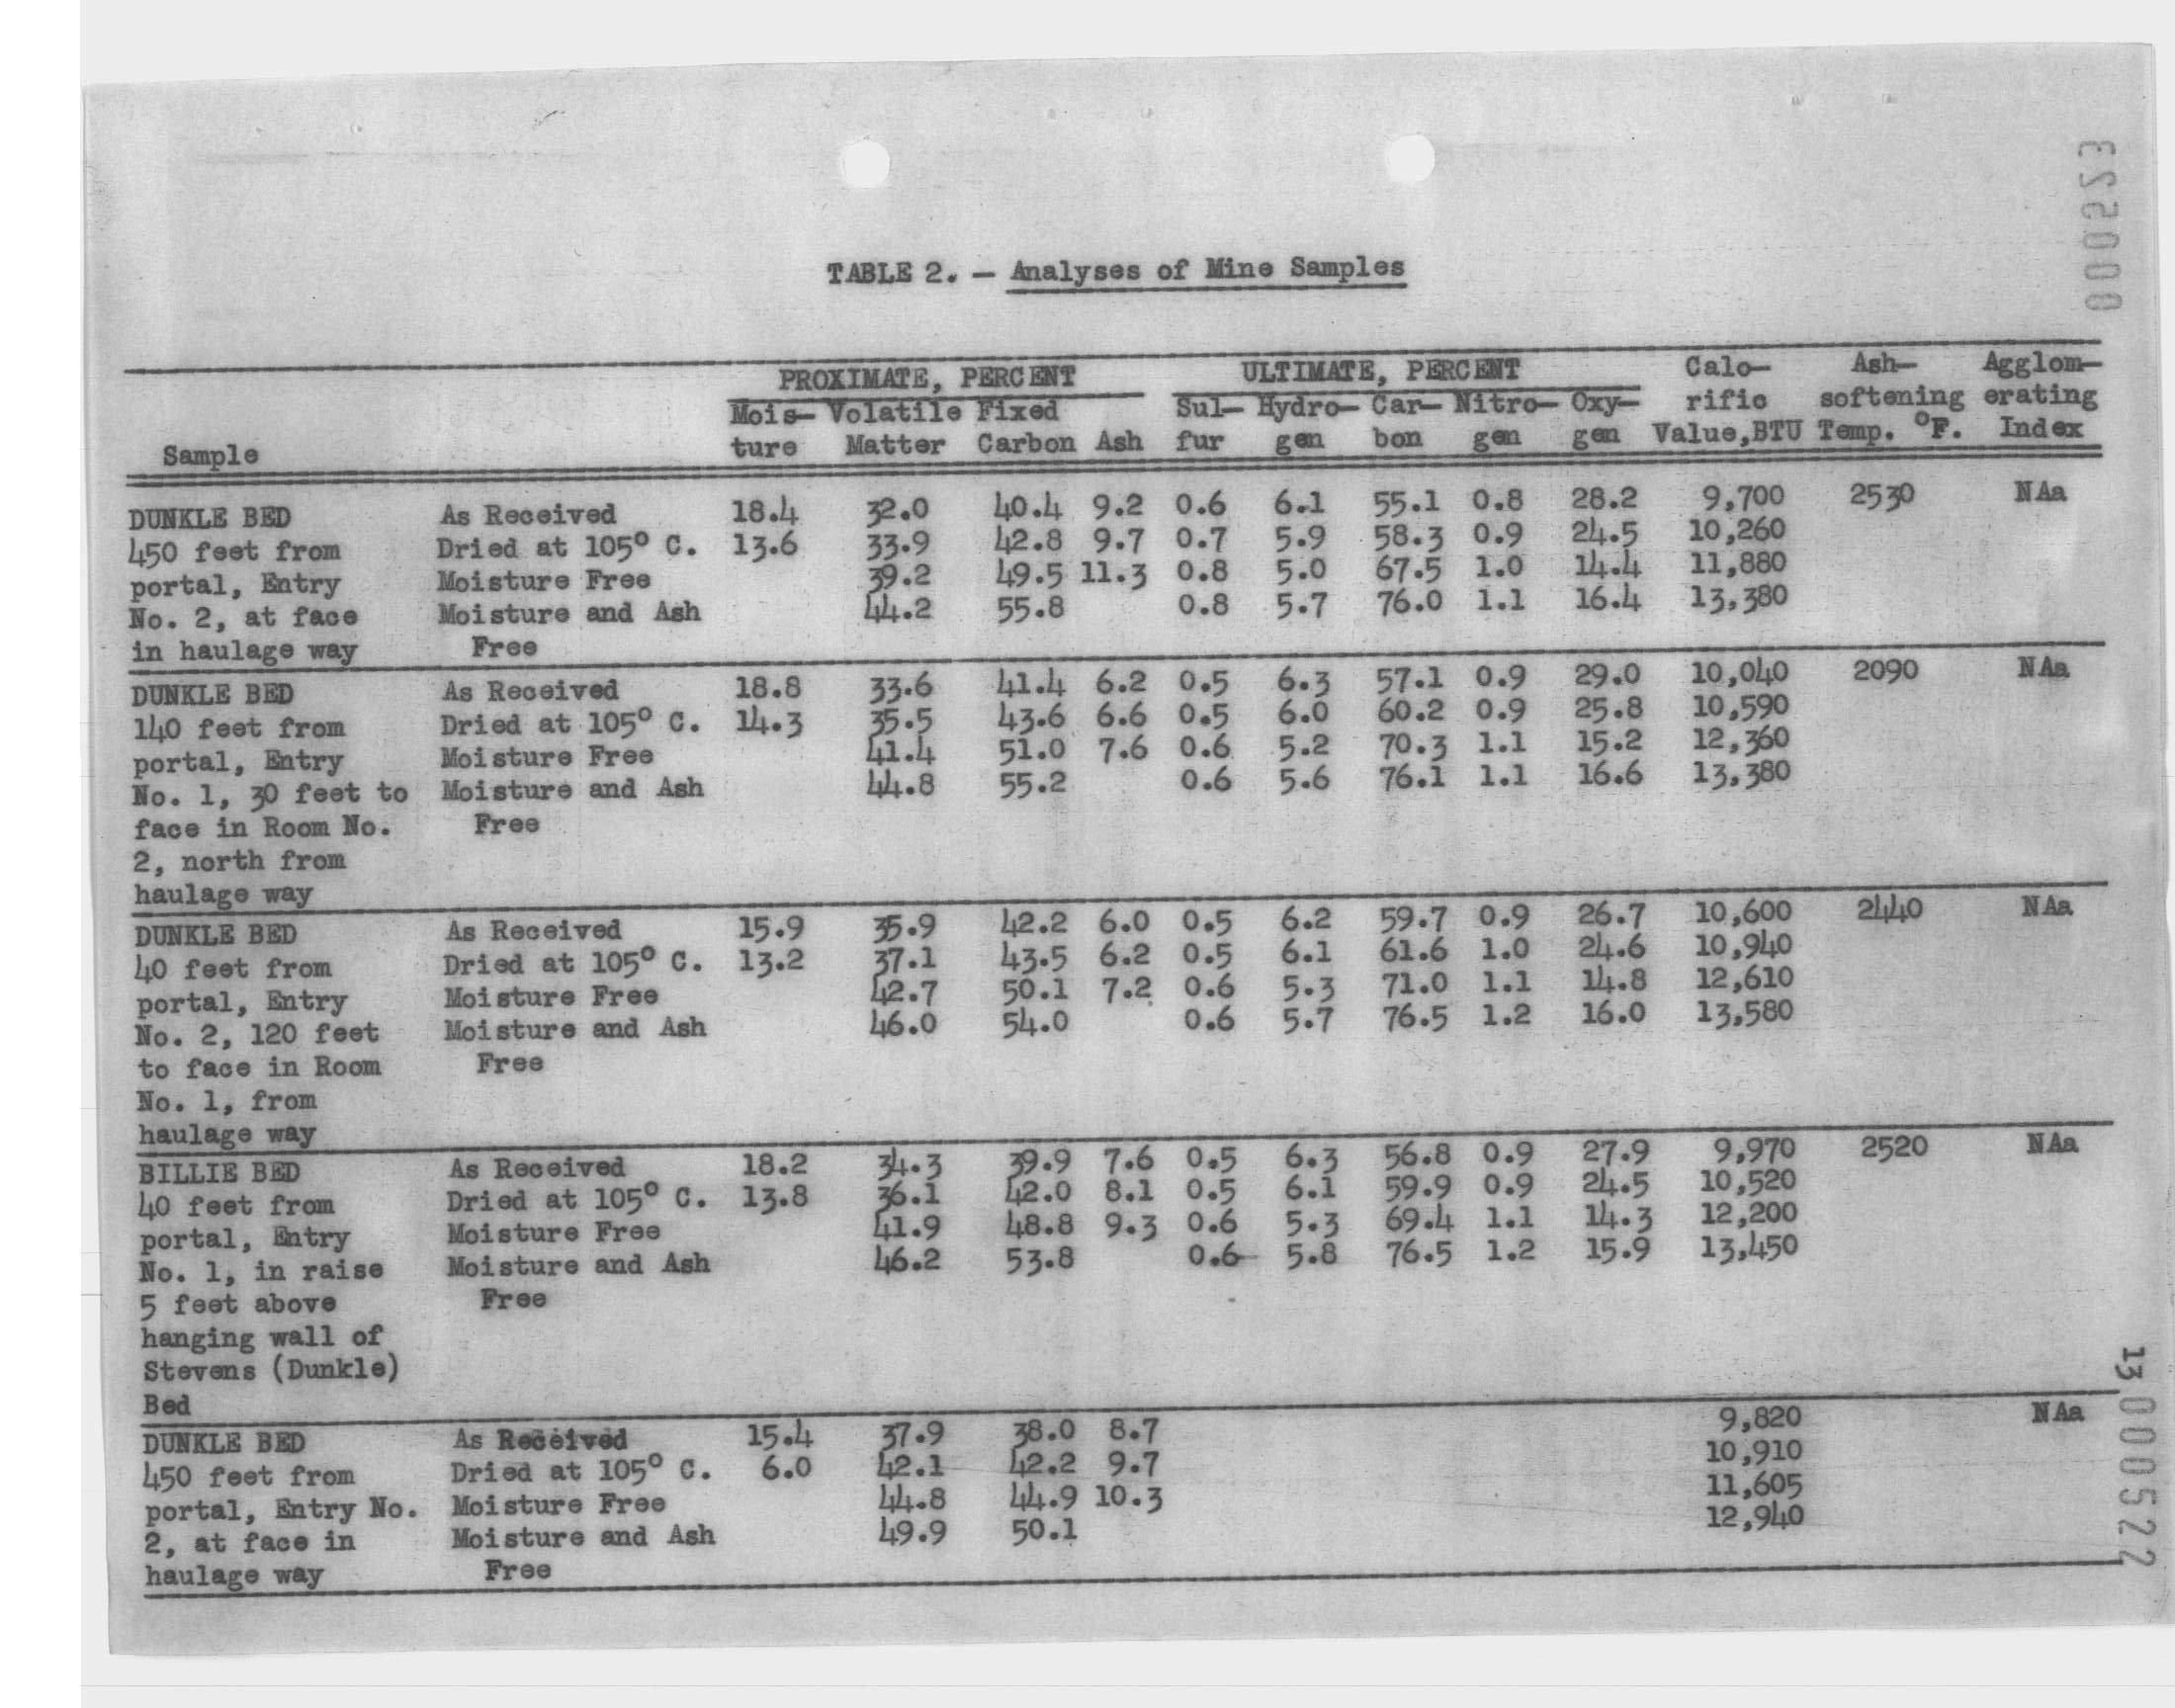 000523
TABLE 2. — Analyses of Mine Samples
PROXIMATE, PERCENT ULTIMATE, PERCENT Calo- Ash- Agglom-
Mois- Volatile Fixed Sul- Hydro- Car- Nitro- Oxy- rific softening erating
Sample ture Matter Carbon Ash fur gen bon gen gen Value,BTU Temp. °F. Index
DUNKLE BED As Received 18.4 32.0 40.4 9.2 0.6 6.1 55.1 0.8 28.2 9,700 2530 NAa
450 feet from Dried at 105° C. 13.6 33.9 42.8 9.7 0.7 5.9 58.3 0.9 24.5 10,260
portal, Entry Moisture Free 39.2 49.5 11.3 0.8 5.0 67.5 1.0 14.4 11,880
No. 2, at face Moisture and Ash 44.2 55.8 0.8 5.7 76.0 1.1 16.4 13,380
in haulage way Free
DUNKLE BED As Received 18.8 33.6 41.4 6.2 0.5 6.3 57.1 0.9 29.0 10,040 2090 NAa
140 feet from Dried at 105° C. 14.3 35.5 43.6 6.6 0.5 6.0 60.2 0.9 25.8 10,590
portal, Entry Moisture Free 41.4 51.0 7.6 0.6 5.2 70.3 1.1 15.2 12,360
No. 1, 30 feet to Moisture and Ash 44.8 55.2 0.6 5.6 76.1 1.1 16.6 13,380
face in Room No. Free
2, north from
haulage way
DUNKLE BED As Received 15.9 35.9 42.2 6.0 0.5 6.2 59.7 0.9 26.7 10,600 2440 NAa
40 feet from Dried at 105° C. 13.2 37.1 43.5 6.2 0.5 6.1 61.6 1.0 24.6 10,940
portal, Entry Moisture Free 42.7 50.1 7.2 0.6 5.3 71.0 1.1 14.8 12,610
No. 2, 120 feet Moisture and Ash 46.0 54.0 0.6 5.7 76.5 1.2 16.0 13,580
to face in Room Free
No. 1, from
haulage way
BILLIE BED As Received 18.2 34.3 39.9 7.6 0.5 6.3 56.8 0.9 27.9 9,970 2520 NAa
40 feet from Dried at 105° C. 13.8 36.1 42.0 8.1 0.5 6.1 59.9 0.9 24.5 10,520
portal, Entry Moisture Free 41.9 48.8 9.3 0.6 5.3 69.4 1.1 14.3 12,200
No. 1, in raise Moisture and Ash 46.2 53.8 0.6 5.8 76.5 1.2 15.9 13,450
5 feet above Free
hanging wall of
Stevens (Dunkle)
Bed
DUNKLE BED As Received 15.4 37.9 38.0 8.7 9,820 NAa
450 feet from Dried at 105° C. 6.0 42.1 42.2 9.7 10,910
portal, Entry No. Moisture Free 44.8 44.9 10.3 11,605
2, at face in Moisture and Ash 49.9 50.1 12,940
haulage way Free
13
000522